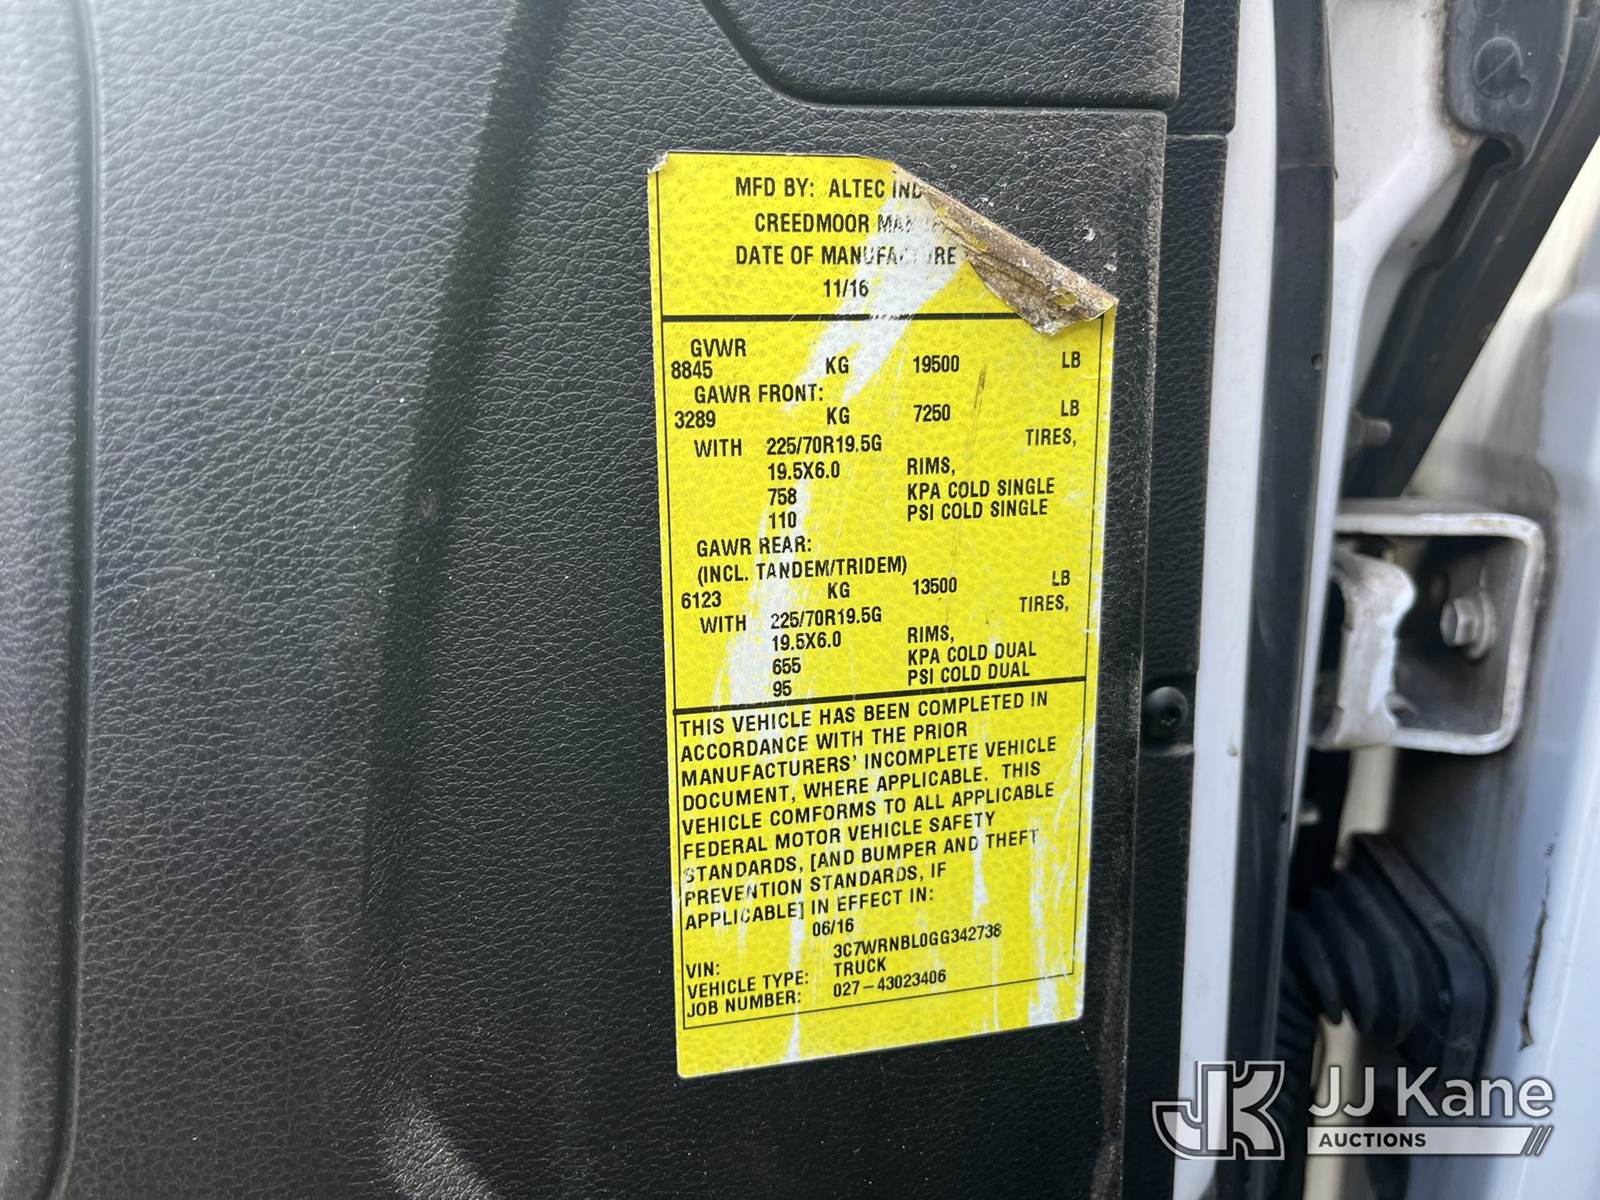 MFD BY: ALTEC IND
CREEDMOOR
DATE OF MANUFACTURE
11/16
GVWR
8845 KG 19500 LB
GAWR FRONT:
3289 KG 7250 LB
WITH 225/70R19.5G TIRES,
19.5X6.0 RIMS,
758 KPA COLD SINGLE
110 PSI COLD SINGLE
GAWR REAR:
(INCL. TANDEM/TRIDEM)
6123 KG 13500 LB
WITH 225/70R19.5G TIRES,
19.5X6.0 RIMS,
655 KPA COLD DUAL
95 PSI COLD DUAL
THIS VEHICLE HAS BEEN COMPLETED IN
ACCORDANCE WITH THE PRIOR
MANUFACTURERS' INCOMPLETE VEHICLE
DOCUMENT, WHERE APPLICABLE. THIS
VEHICLE COMFORMS TO ALL APPLICABLE
FEDERAL MOTOR VEHICLE SAFETY
STANDARDS, [AND BUMPER AND THEFT
PREVENTION STANDARDS, IF
APPLICABLE] IN EFFECT IN:
06/16
VIN: 3C7WRNBL0GG342738
VEHICLE TYPE: TRUCK
JOB NUMBER: 027-43023406
JK JJ Kane
AUCTIONS